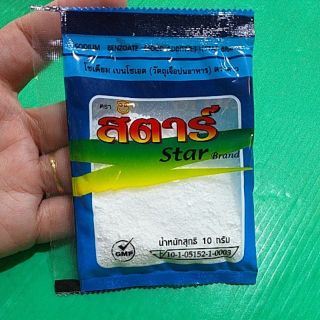 SODIUM BENZOATE (FOOD ADDITIVE)
โซเดียม เบนโซเอต (วัตถุเจือปนอาหาร)
ตรา
สตาร์
Star Brand
น้ำหนักสุทธิ 10 กรัม
GMP
10-1-05152-1-0003